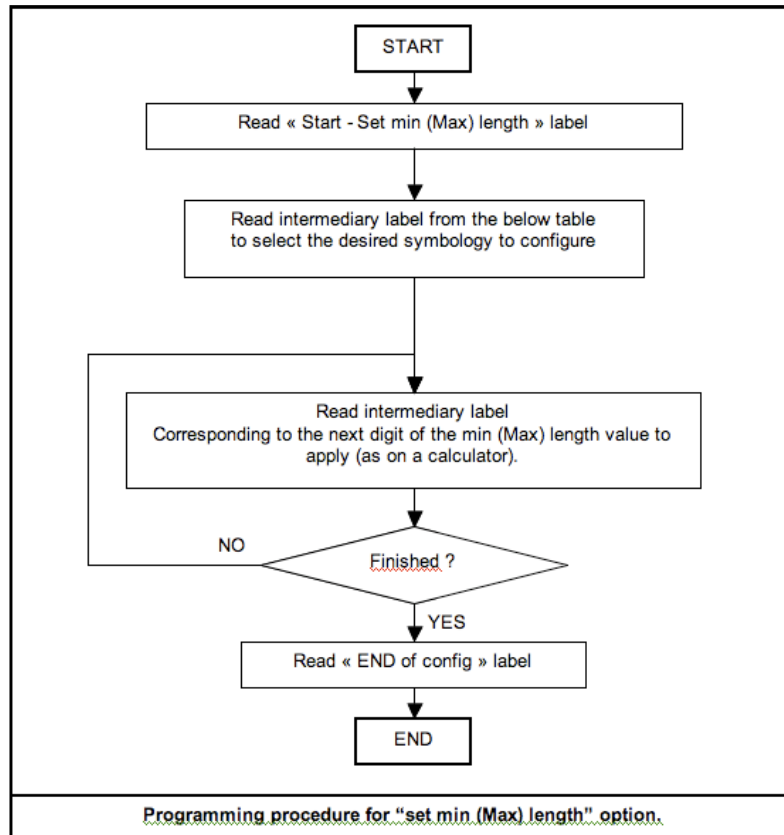 START
Read « Start - Set min (Max) length » label
Read intermediary label from the below table
to select the desired symbology to configure
Read intermediary label
Corresponding to the next digit of the min (Max) length value to
apply (as on a calculator).
NO
Finished ?
YES
Read « END of config » label
END
Programming procedure for “set min (Max) length” option.